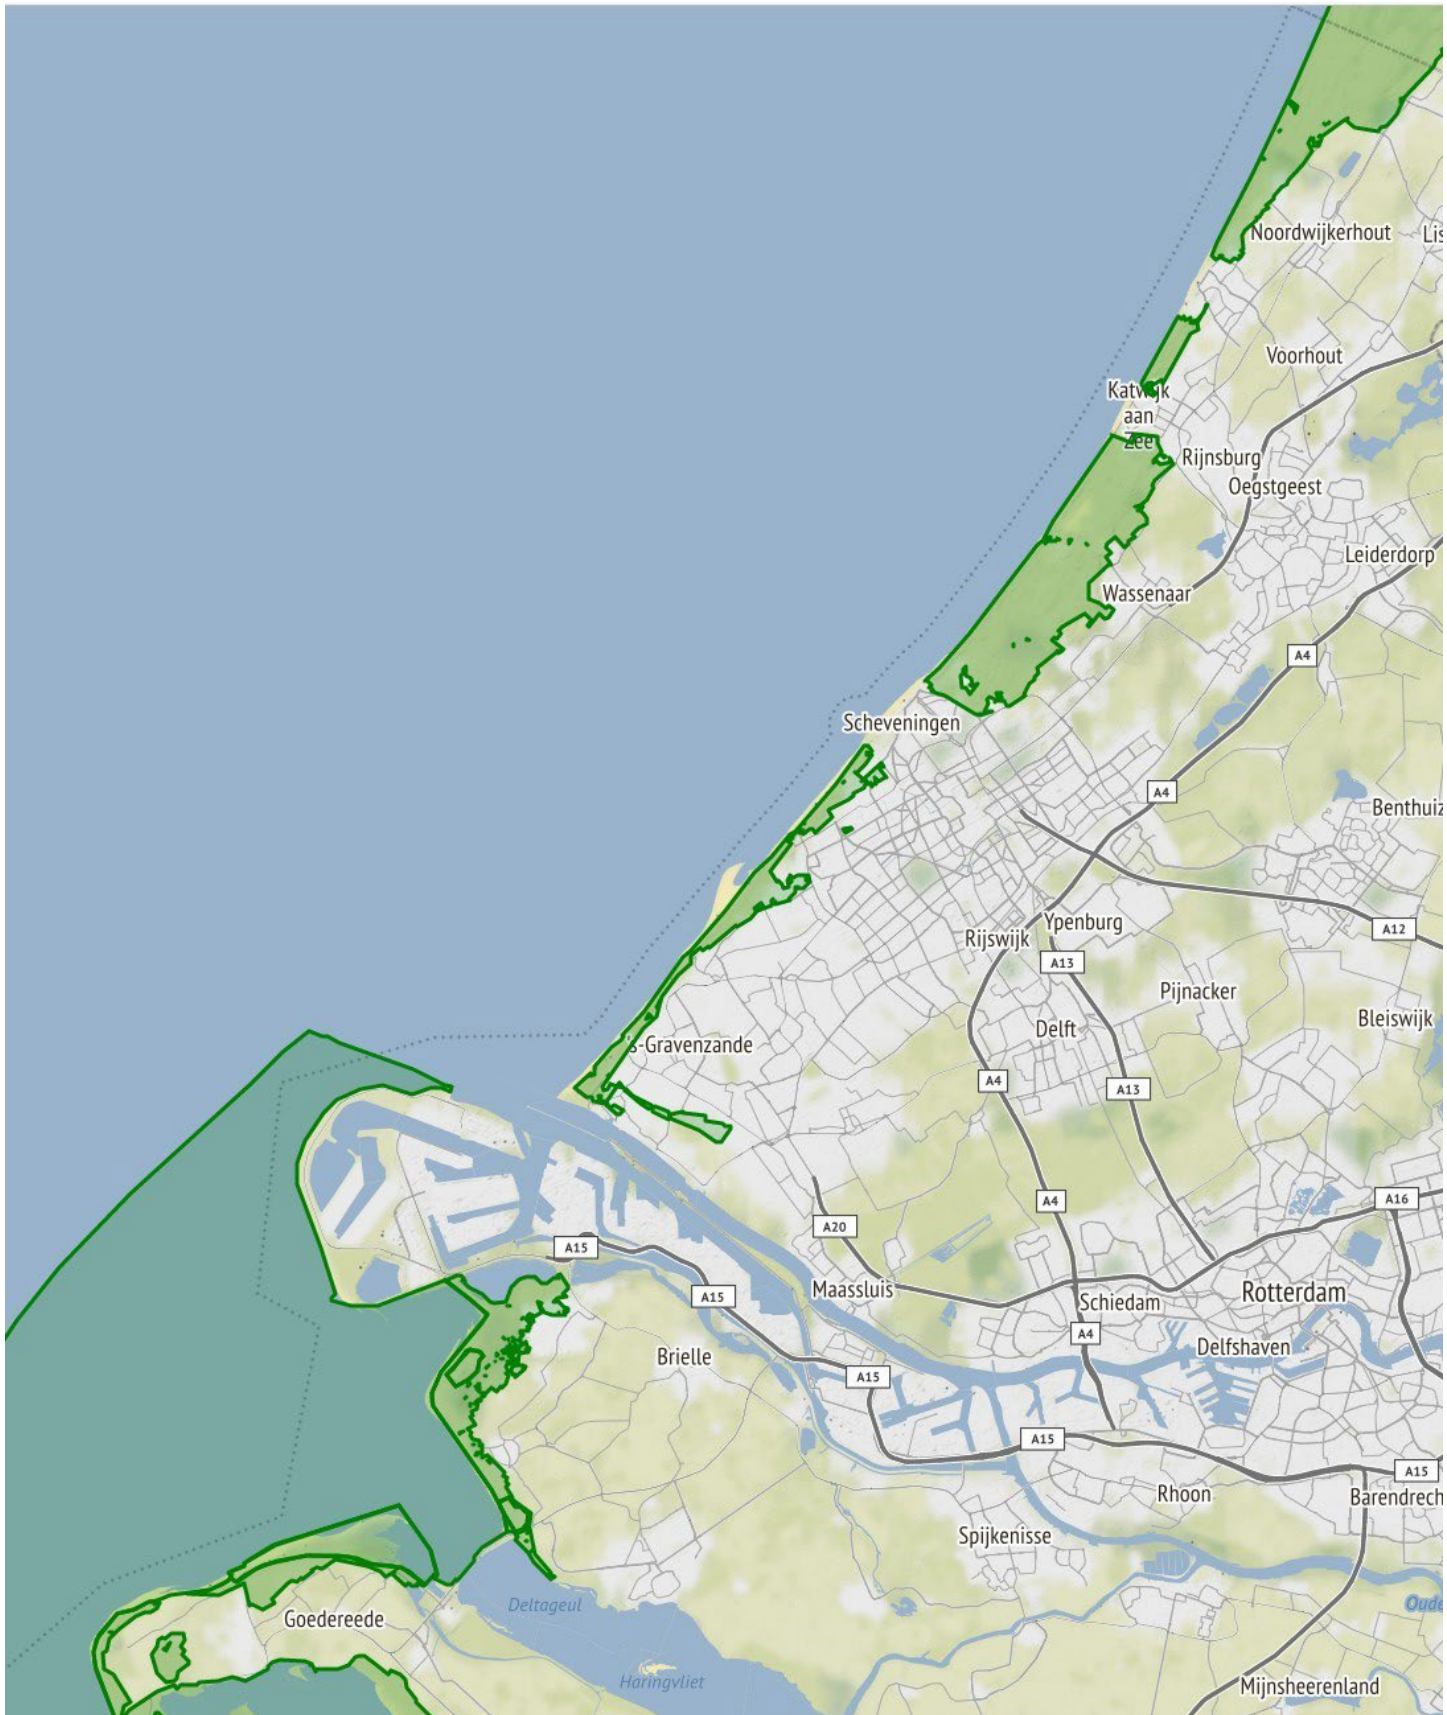 Noordwijkerhout
Lis
Voorhout
Katwijk
aan
Zee
Rijnsburg
Oegstgeest
Leiderdorp
Wassenaar
A4
Scheveningen
A4
Benthuiz
Ypenburg
A12
Rijswijk
A13
Pijnacker
Bleiswijk
Delft
's-Gravenzande
A4
A13
A4
A16
A20
A15
Maassluis
A15
Rotterdam
Schiedam
A4
Delfshaven
Brielle
A15
A15
A15
Rhoon
Barendrech
Spijkenisse
Deltageul
Oude
Goedereede
Haringvliet
Mijnsheerenland